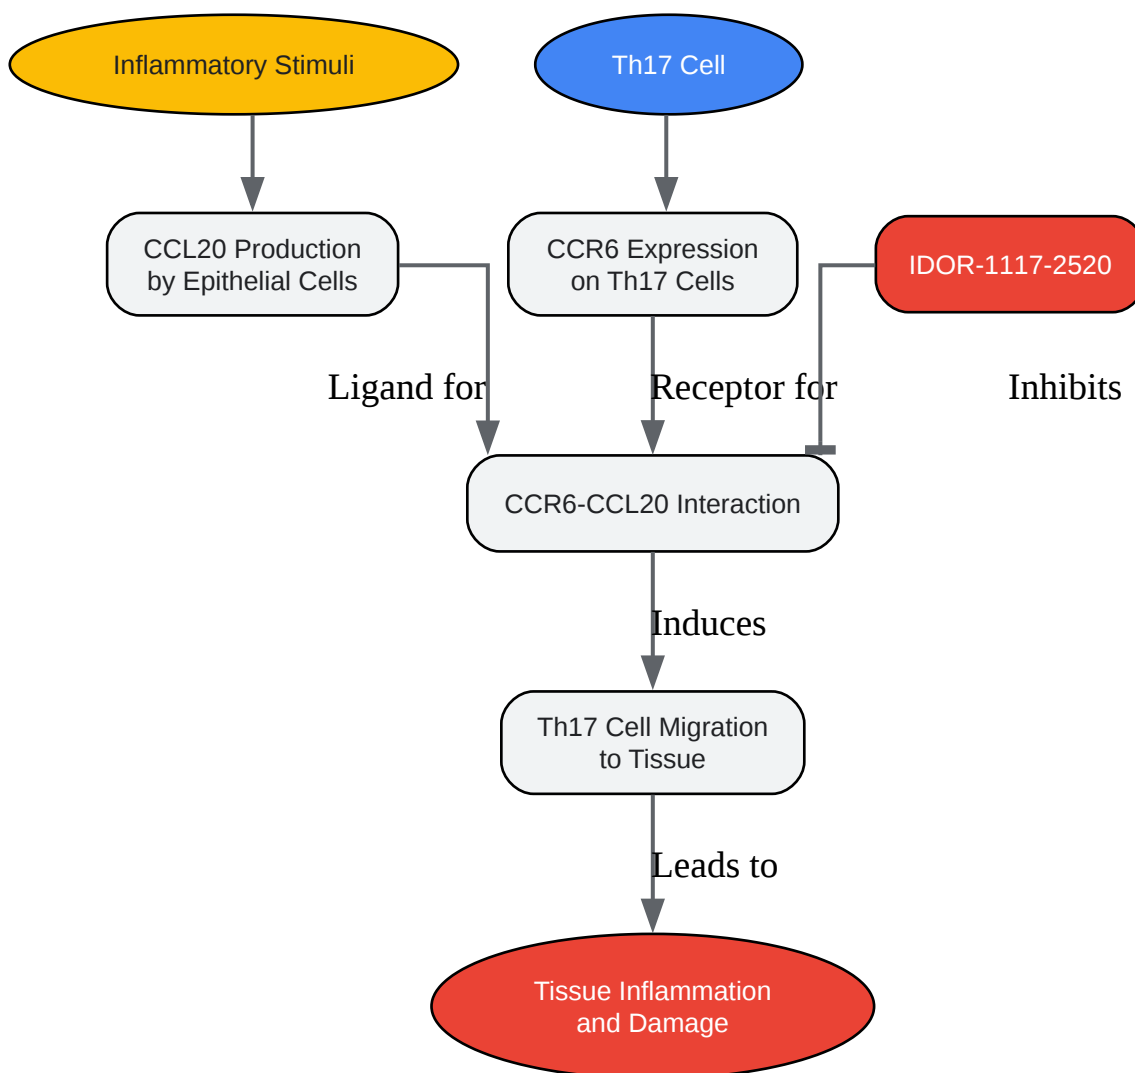 Inflammatory Stimuli
Th17 Cell
CCL20 Production
by Epithelial Cells
CCR6 Expression
on Th17 Cells
IDOR-1117-2520
Ligand for
Receptor for
Inhibits
CCR6-CCL20 Interaction
Induces
Th17 Cell Migration
to Tissue
Leads to
Tissue Inflammation
and Damage